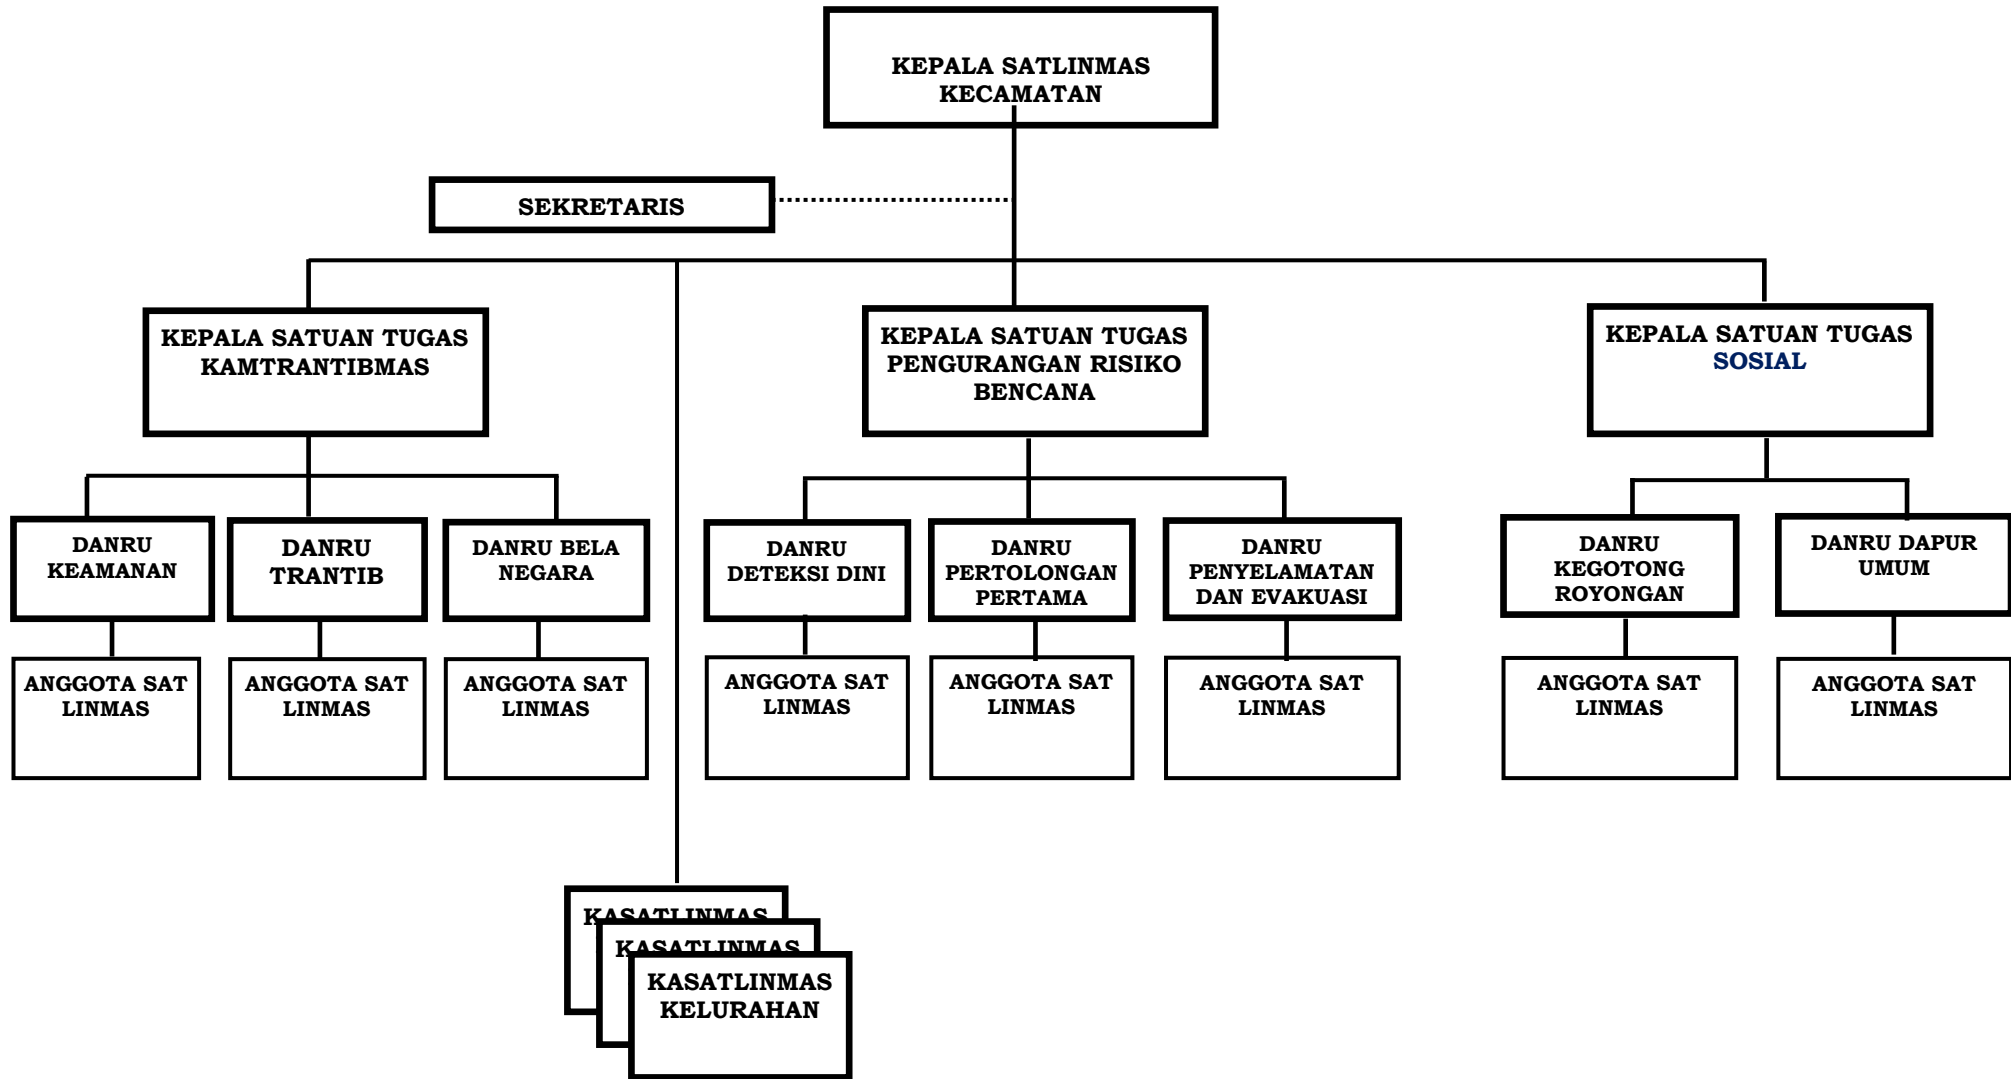 KEPALA SATLINMAS
KECAMATAN
SEKRETARIS
KEPALA SATUAN TUGAS
KAMTRANTIBMAS
KEPALA SATUAN TUGAS
PENGURANGAN RISIKO
BENCANA
KEPALA SATUAN TUGAS
SOSIAL
DANRU
KEAMANAN
DANRU
TRANTIB
DANRU BELA
NEGARA
DANRU
DETEKSI DINI
DANRU
PERTOLONGAN
PERTAMA
DANRU
PENYELAMATAN
DAN EVAKUASI
DANRU
KEGOTONG
ROYONGAN
DANRU DAPUR
UMUM
ANGGOTA SAT
LINMAS
ANGGOTA SAT
LINMAS
ANGGOTA SAT
LINMAS
ANGGOTA SAT
LINMAS
ANGGOTA SAT
LINMAS
ANGGOTA SAT
LINMAS
ANGGOTA SAT
LINMAS
ANGGOTA SAT
LINMAS
KASATLINMAS
KASATLINMAS
KASATLINMAS
KELURAHAN